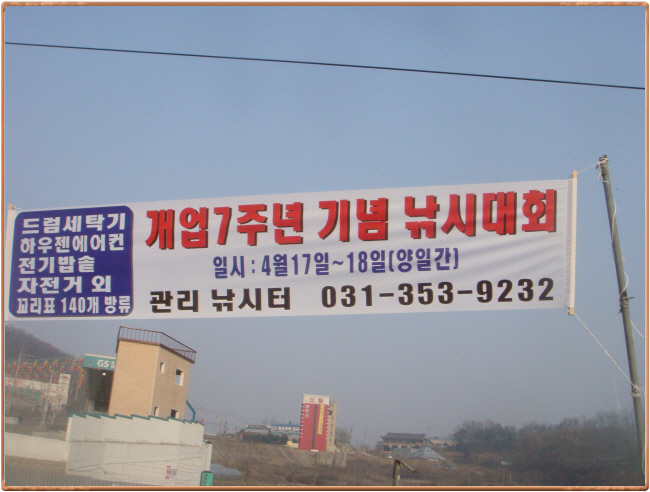 드럼세탁기
하우젠에어컨
전기밥솥
자전거 외
꼬리표 140개 방류
개업7주년 기념 낚시대회
일시 : 4월17일~18일(양일간)
관리 낚시터 031-353-9232
GS
모텔